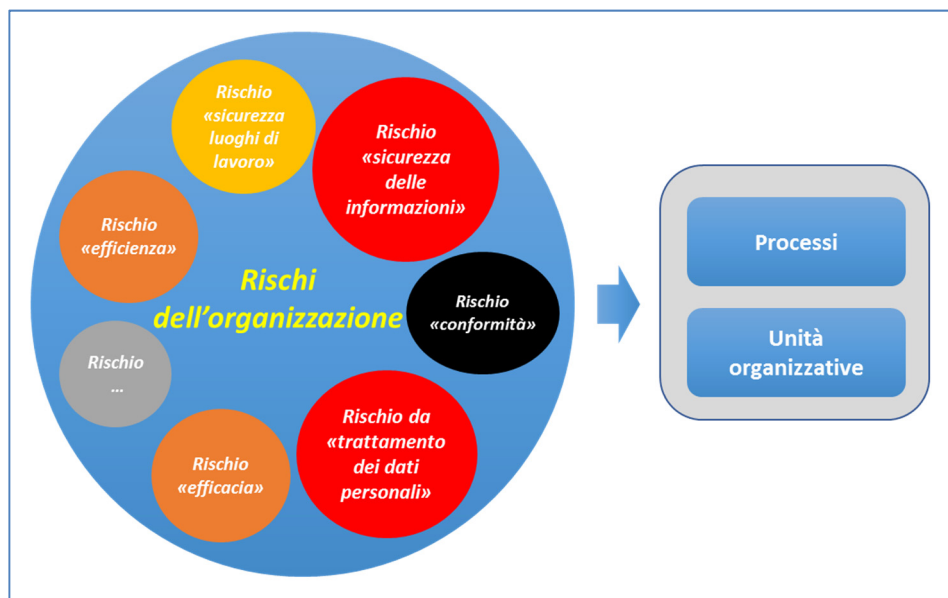 Rischio
«sicurezza
luoghi di
lavoro»
Rischio
«sicurezza
delle
informazioni»
Rischio
«efficienza»
Rischi
dell'organizzazione
Rischio
«conformità»
Rischio
...
Rischio da
«trattamento
dei dati
personali»
Rischio
«efficacia»
Processi
Unità
organizzative